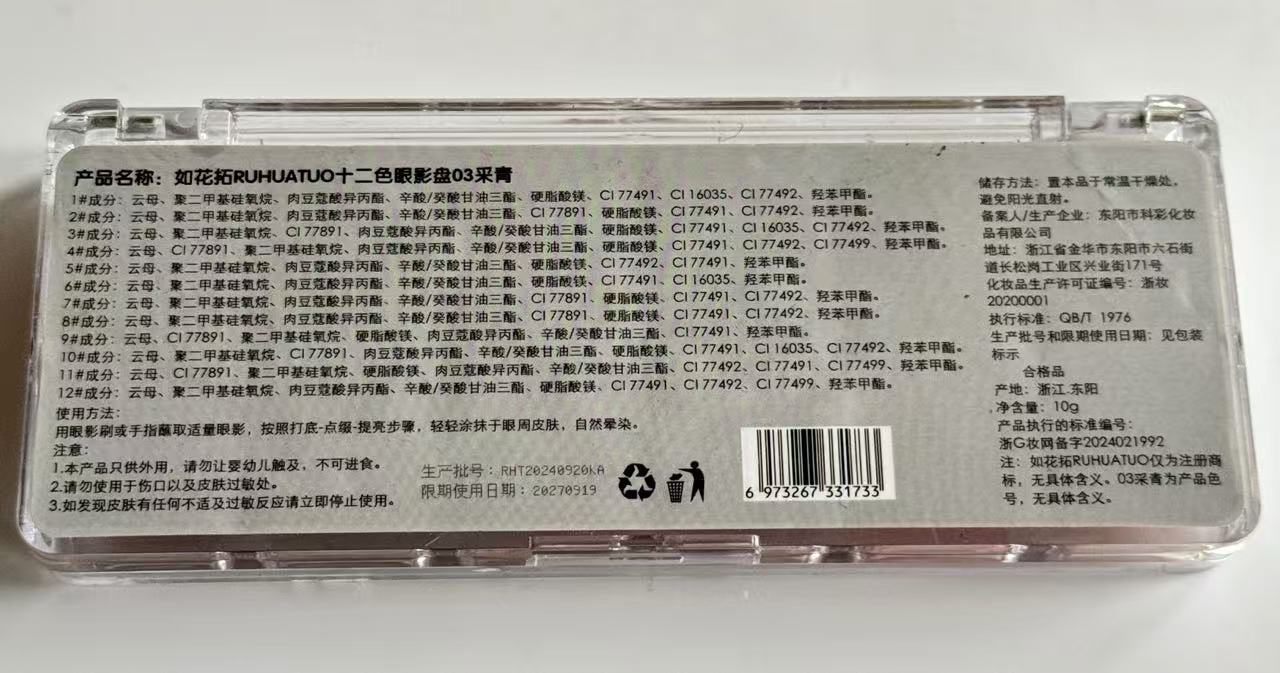 产品名称：如花拓RUHUATUO十二色眼影盘03采青
1#成分：云母、聚二甲基硅氧烷、肉豆蔻酸异丙酯、辛酸/癸酸甘油三酯、硬脂酸镁、CI 77491、CI 16035、CI 77492、羟苯甲酯。
2#成分：云母、聚二甲基硅氧烷、肉豆蔻酸异丙酯、辛酸/癸酸甘油三酯、CI 77891、硬脂酸镁、CI 77491、CI 77492、羟苯甲酯。
3#成分：云母、聚二甲基硅氧烷、CI 77891、肉豆蔻酸异丙酯、辛酸/癸酸甘油三酯、硬脂酸镁、CI 77491、CI 16035、CI 77492、羟苯甲酯。
4#成分：云母、CI 77891、聚二甲基硅氧烷、肉豆蔻酸异丙酯、辛酸/癸酸甘油三酯、硬脂酸镁、CI 77491、CI 77492、CI 77499、羟苯甲酯。
5#成分：云母、聚二甲基硅氧烷、肉豆蔻酸异丙酯、辛酸/癸酸甘油三酯、硬脂酸镁、CI 77492、CI 77491、羟苯甲酯。
6#成分：云母、聚二甲基硅氧烷、肉豆蔻酸异丙酯、辛酸/癸酸甘油三酯、硬脂酸镁、CI 77491、CI 16035、羟苯甲酯。
7#成分：云母、聚二甲基硅氧烷、肉豆蔻酸异丙酯、辛酸/癸酸甘油三酯、CI 77891、硬脂酸镁、CI 77491、CI 77492、羟苯甲酯。
8#成分：云母、聚二甲基硅氧烷、肉豆蔻酸异丙酯、辛酸/癸酸甘油三酯、CI 77891、硬脂酸镁、CI 77491、CI 77492、羟苯甲酯。
9#成分：云母、CI 77891、聚二甲基硅氧烷、硬脂酸镁、肉豆蔻酸异丙酯、辛酸/癸酸甘油三酯、CI 77491、羟苯甲酯。
10#成分：云母、聚二甲基硅氧烷、CI 77891、肉豆蔻酸异丙酯、辛酸/癸酸甘油三酯、硬脂酸镁、CI 77491、CI 16035、CI 77492、羟苯甲酯。
11#成分：云母、CI 77891、聚二甲基硅氧烷、硬脂酸镁、肉豆蔻酸异丙酯、辛酸/癸酸甘油三酯、CI 77492、CI 77491、CI 77499、羟苯甲酯。
12#成分：云母、聚二甲基硅氧烷、肉豆蔻酸异丙酯、辛酸/癸酸甘油三酯、硬脂酸镁、CI 77491、CI 77492、CI 77499、羟苯甲酯。
使用方法：
用眼影刷或手指蘸取适量眼影，按照打底-点缀-提亮步骤，轻轻涂抹于眼周皮肤，自然晕染。
注意：
1.本产品只供外用，请勿让婴幼儿触及，不可进食。
2.请勿使用于伤口以及皮肤过敏处。
3.如发现皮肤有任何不适及过敏反应请立即停止使用。
生产批号：RHT20240920KA
限期使用日期：20270919
6 973267 331733
储存方法：置本品于常温干燥处，
避免阳光直射。
备案人/生产企业：东阳市科彩化妆
品有限公司
地址：浙江省金华市东阳市六石街
道长松岗工业区兴业街171号
化妆品生产许可证编号：浙妆
20200001
执行标准：QB/T 1976
生产批号和限期使用日期：见包装
标示
合格品
产地：浙江.东阳
净含量：10g
产品执行的标准编号：
浙G妆网备字2024021992
注：如花拓RUHUATUO仅为注册商
标，无具体含义。03采青为产品色
号，无具体含义。